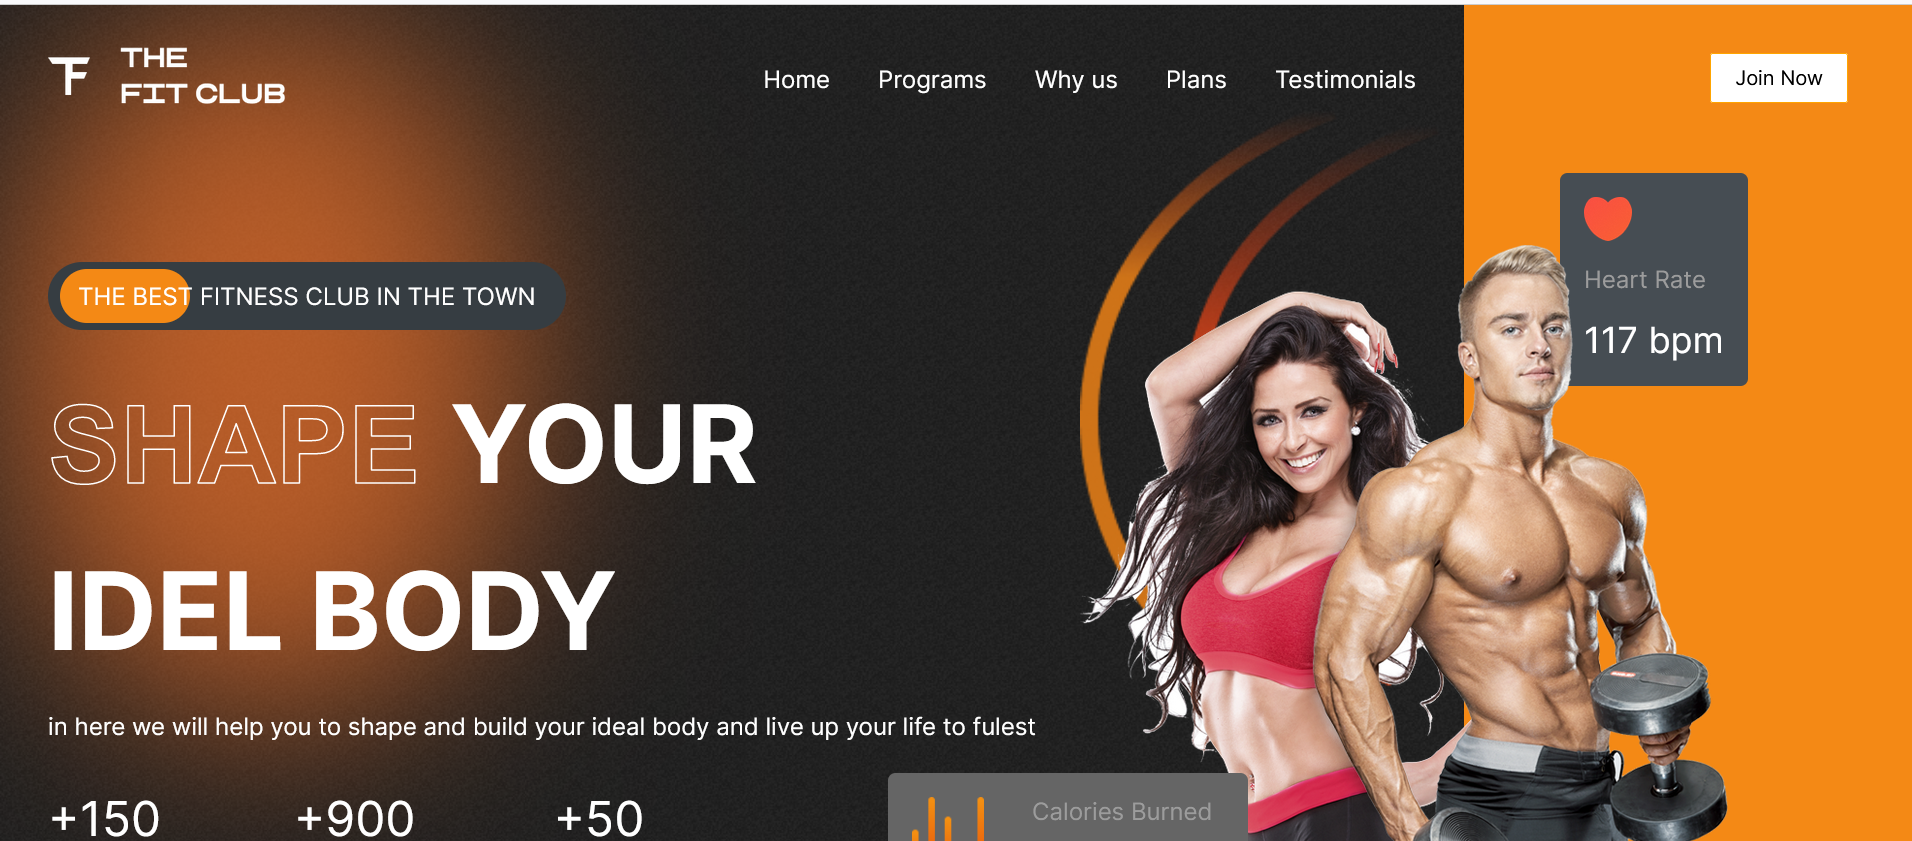 THE
FIT CLUB
Home Programs Why us Plans Testimonials
Join Now
Heart Rate
117 bpm
THE BEST FITNESS CLUB IN THE TOWN
SHAPE YOUR
IDEL BODY
in here we will help you to shape and build your ideal body and live up your life to fulest
+150 +900 +50
Calories Burned